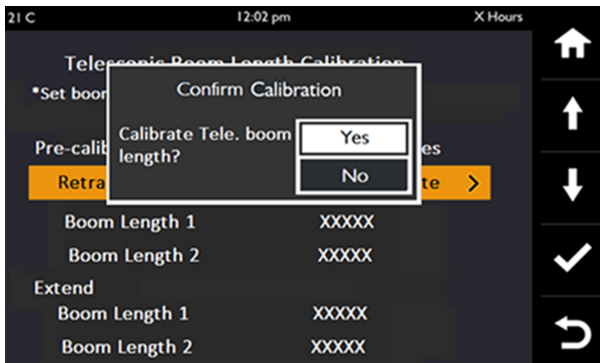 21 C 12:02 pm X Hours
Telescopic Boom Length Calibration
*Set boor
Confirm Calibration
Calibrate Tele. boom length?
Yes
No
Pre-calib es
Retra te >
Boom Length 1 XXXXX
Boom Length 2 XXXXX
Extend
Boom Length 1 XXXXX
Boom Length 2 XXXXX